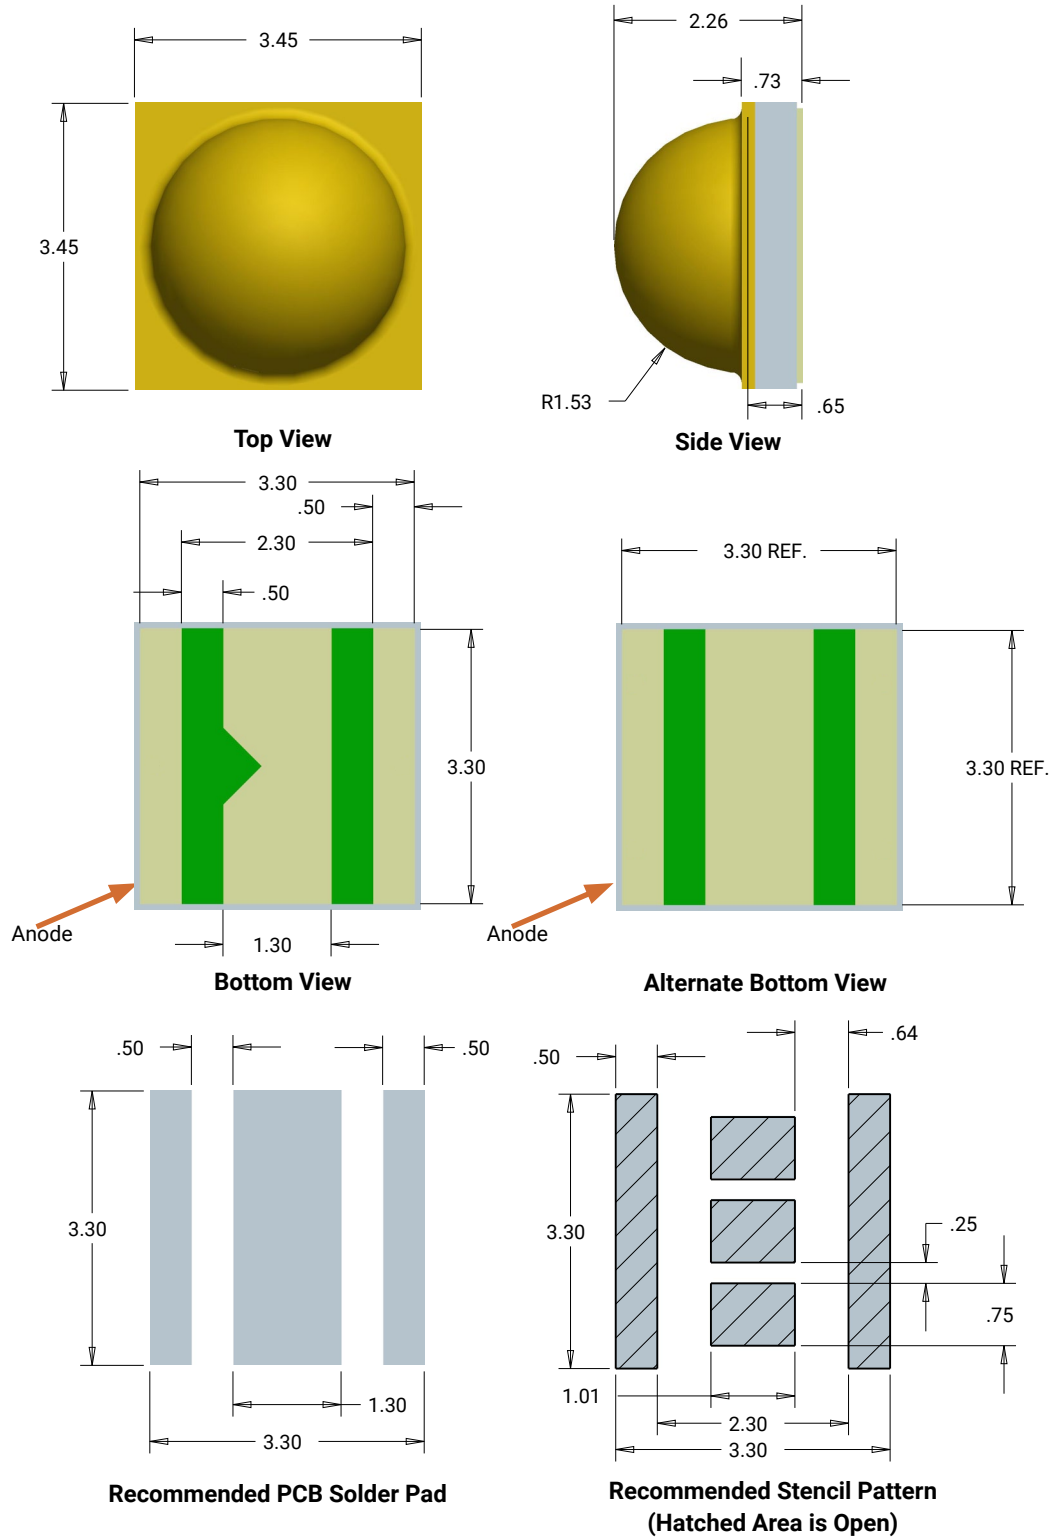 3.45
2.26
.73
3.45
R1.53
.65
Top View
Side View
3.30
.50
2.30
.50
3.30 REF.
3.30
3.30 REF.
Anode
Anode
1.30
Bottom View
Alternate Bottom View
.50
.50
.50
.64
3.30
3.30
.25
.75
1.30
1.01
3.30
2.30
3.30
Recommended PCB Solder Pad
Recommended Stencil Pattern
(Hatched Area is Open)